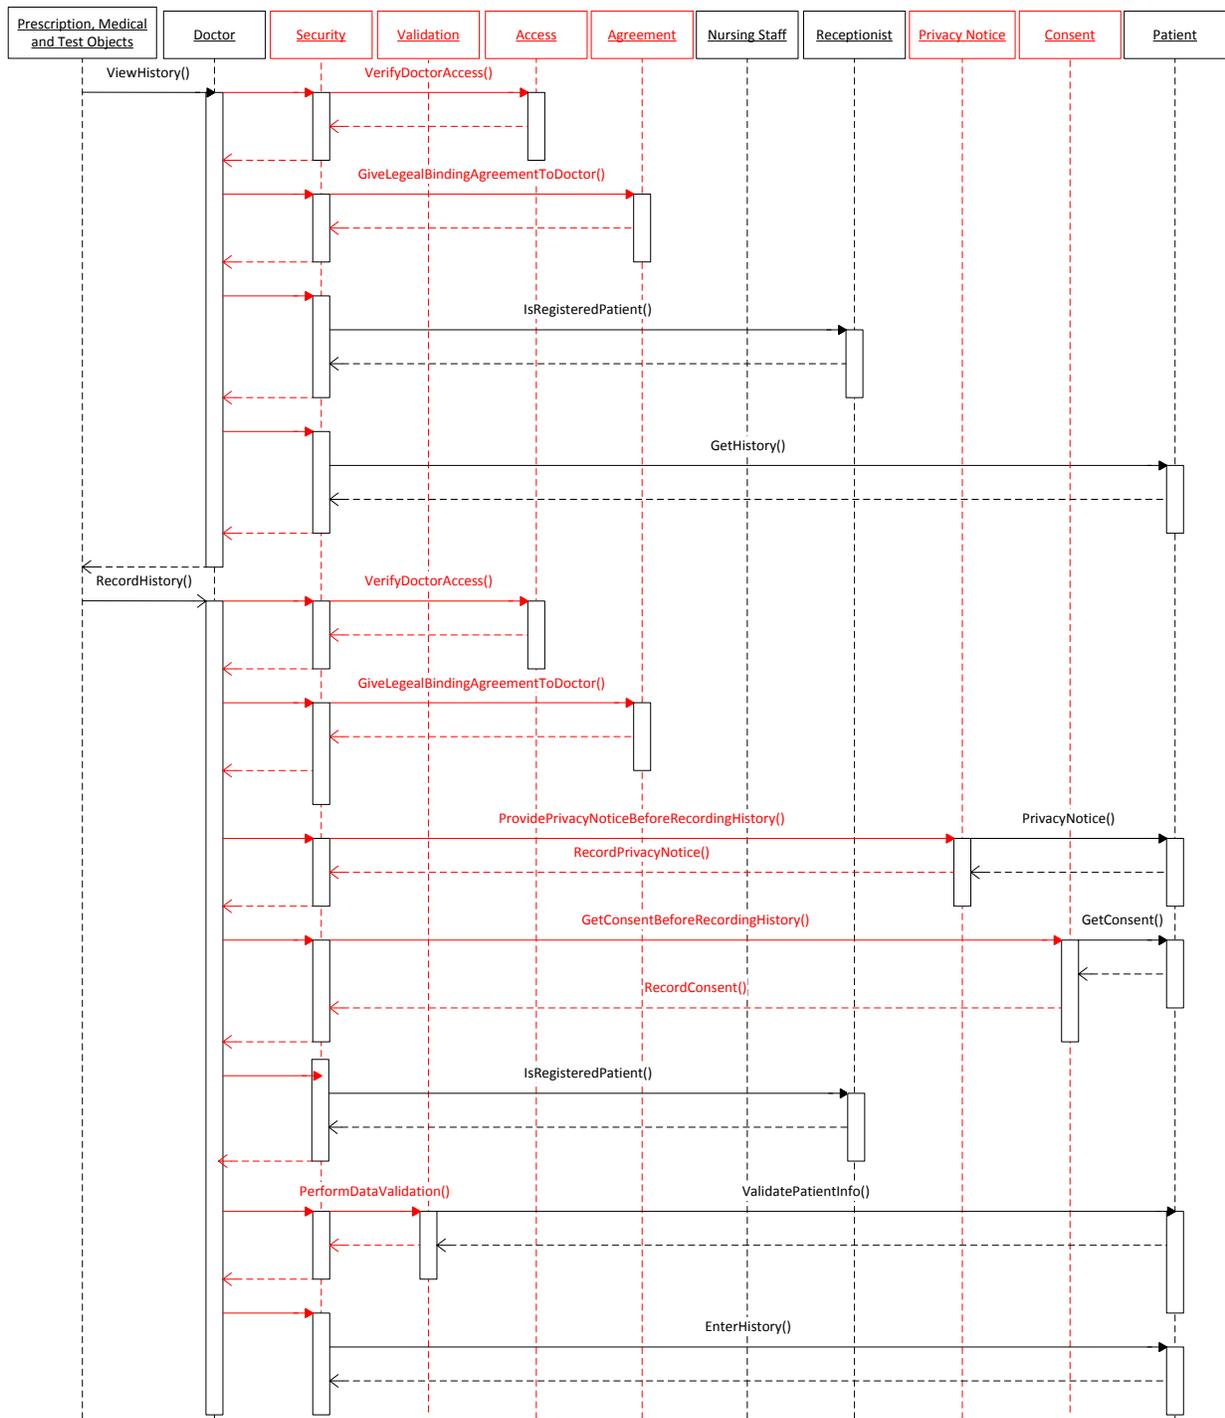 Prescription, Medical
and Test Objects
Doctor
Security
Validation
Access
Agreement
Nursing Staff
Receptionist
Privacy Notice
Consent
Patient
ViewHistory()
VerifyDoctorAccess()
GiveLegealBindingAgreementToDoctor()
IsRegisteredPatient()
GetHistory()
RecordHistory()
VerifyDoctorAccess()
GiveLegealBindingAgreementToDoctor()
ProvidePrivacyNoticeBeforeRecordingHistory()
PrivacyNotice()
RecordPrivacyNotice()
GetConsentBeforeRecordingHistory()
GetConsent()
RecordConsent()
IsRegisteredPatient()
PerformDataValidation()
ValidatePatientInfo()
EnterHistory()